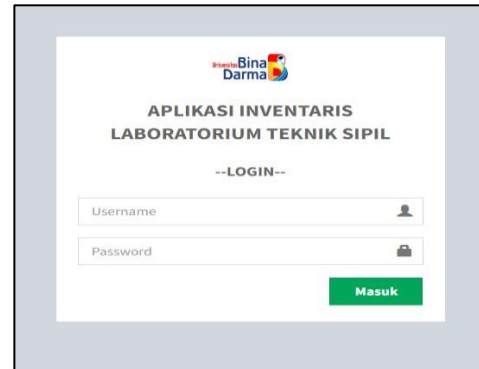 Universitas Bina
Darma
APLIKASI INVENTARIS
LABORATORIUM TEKNIK SIPIL
--LOGIN--
Username
Password
Masuk